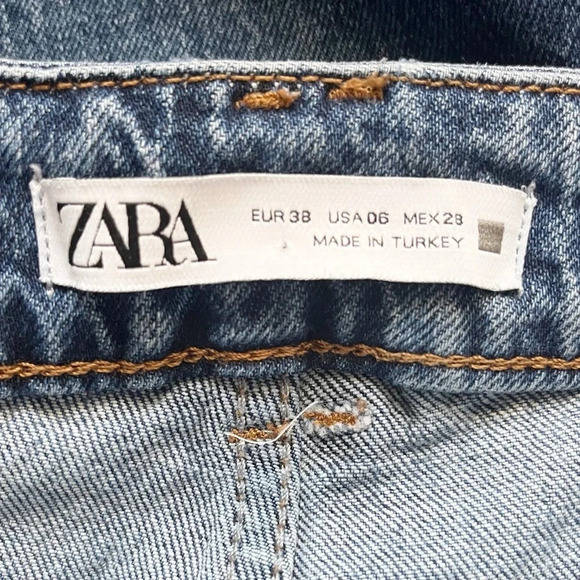 ZARA
EUR 38 USA 06 MEX 28
MADE IN TURKEY